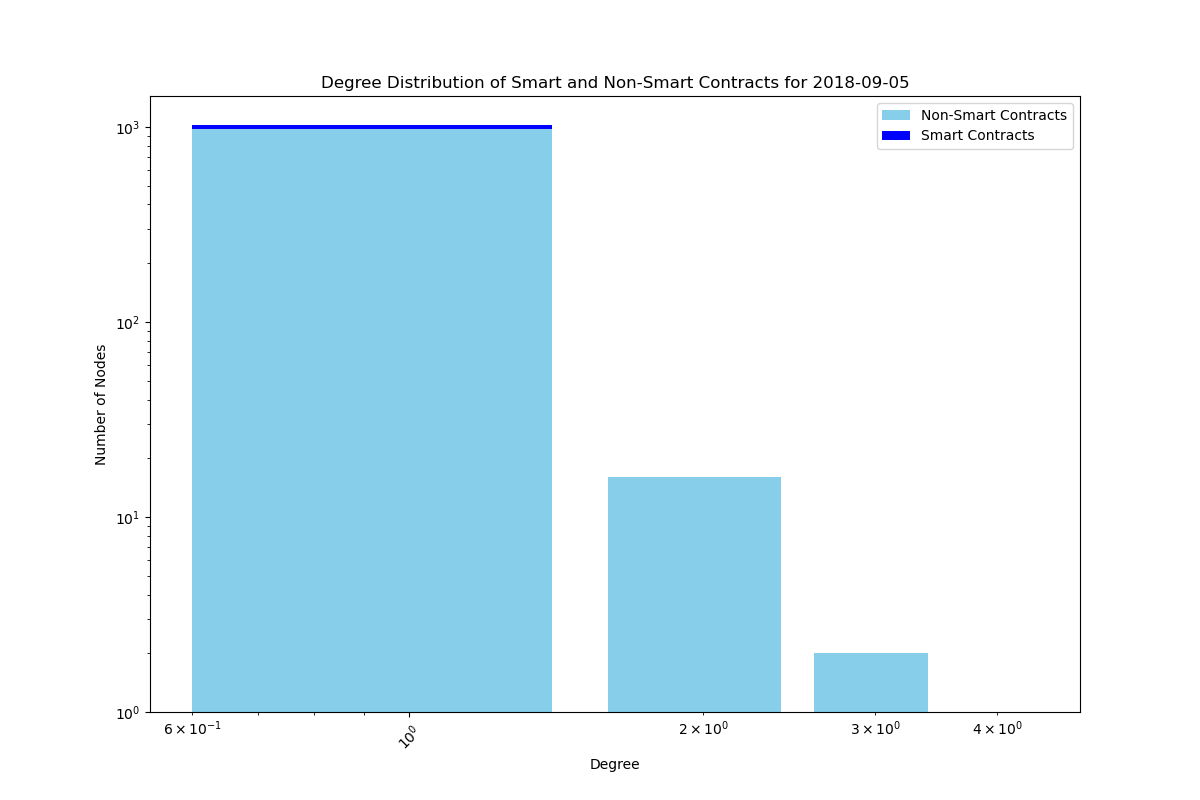 Degree Distribution of Smart and Non-Smart Contracts for 2018-09-05
Non-Smart Contracts
Smart Contracts
10³
10²
10¹
10⁰
Number of Nodes
6 × 10⁻¹
10⁰
2 × 10⁰
3 × 10⁰
4 × 10⁰
Degree